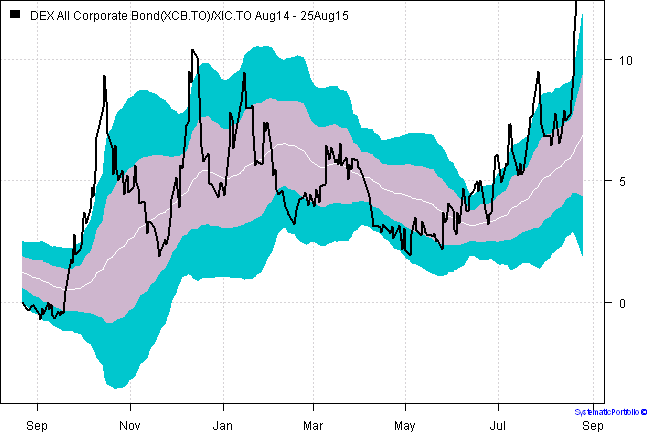 DEX All Corporate Bond(XCB.TO)/XIC.TO Aug14 - 25Aug15
10
5
0
Sep Nov Jan Mar May Jul Sep
SystematicPortfolio ©